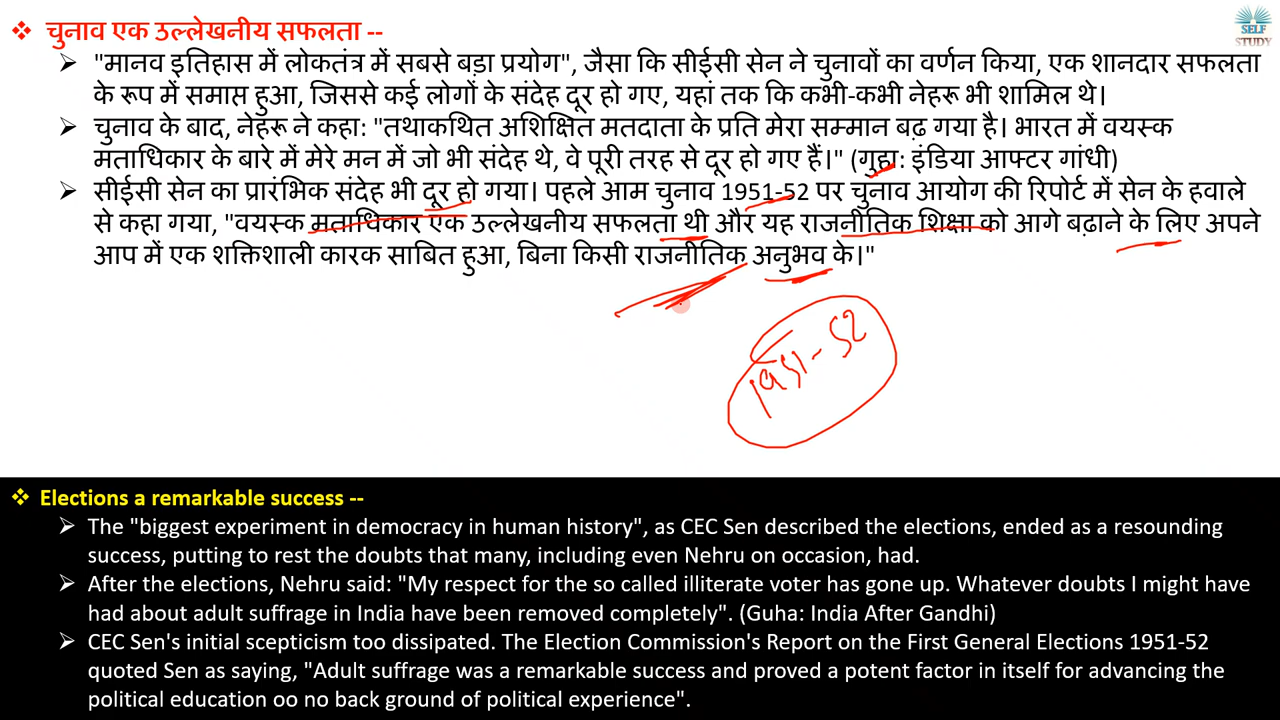 ❖ चुनाव एक उल्लेखनीय सफलता --
SELF
STUDY
➢ "मानव इतिहास में लोकतंत्र में सबसे बड़ा प्रयोग", जैसा कि सीईसी सेन ने चुनावों का वर्णन किया, एक शानदार सफलता
के रूप में समाप्त हुआ, जिससे कई लोगों के संदेह दूर हो गए, यहां तक कि कभी-कभी नेहरू भी शामिल थे।
➢ चुनाव के बाद, नेहरू ने कहा: "तथाकथित अशिक्षित मतदाता के प्रति मेरा सम्मान बढ़ गया है। भारत में वयस्क
मताधिकार के बारे में मेरे मन में जो भी संदेह थे, वे पूरी तरह से दूर हो गए हैं।" (गुहा: इंडिया आफ्टर गांधी)
➢ सीईसी सेन का प्रारंभिक संदेह भी दूर हो गया। पहले आम चुनाव 1951-52 पर चुनाव आयोग की रिपोर्ट में सेन के हवाले
से कहा गया, "वयस्क मताधिकार एक उल्लेखनीय सफलता थी और यह राजनीतिक शिक्षा को आगे बढ़ाने के लिए अपने
आप में एक शक्तिशाली कारक साबित हुआ, बिना किसी राजनीतिक अनुभव के।"
1951-52
❖ Elections a remarkable success --
➢ The "biggest experiment in democracy in human history", as CEC Sen described the elections, ended as a resounding
success, putting to rest the doubts that many, including even Nehru on occasion, had.
➢ After the elections, Nehru said: "My respect for the so called illiterate voter has gone up. Whatever doubts I might have
had about adult suffrage in India have been removed completely". (Guha: India After Gandhi)
➢ CEC Sen's initial scepticism too dissipated. The Election Commission's Report on the First General Elections 1951-52
quoted Sen as saying, "Adult suffrage was a remarkable success and proved a potent factor in itself for advancing the
political education oo no back ground of political experience".